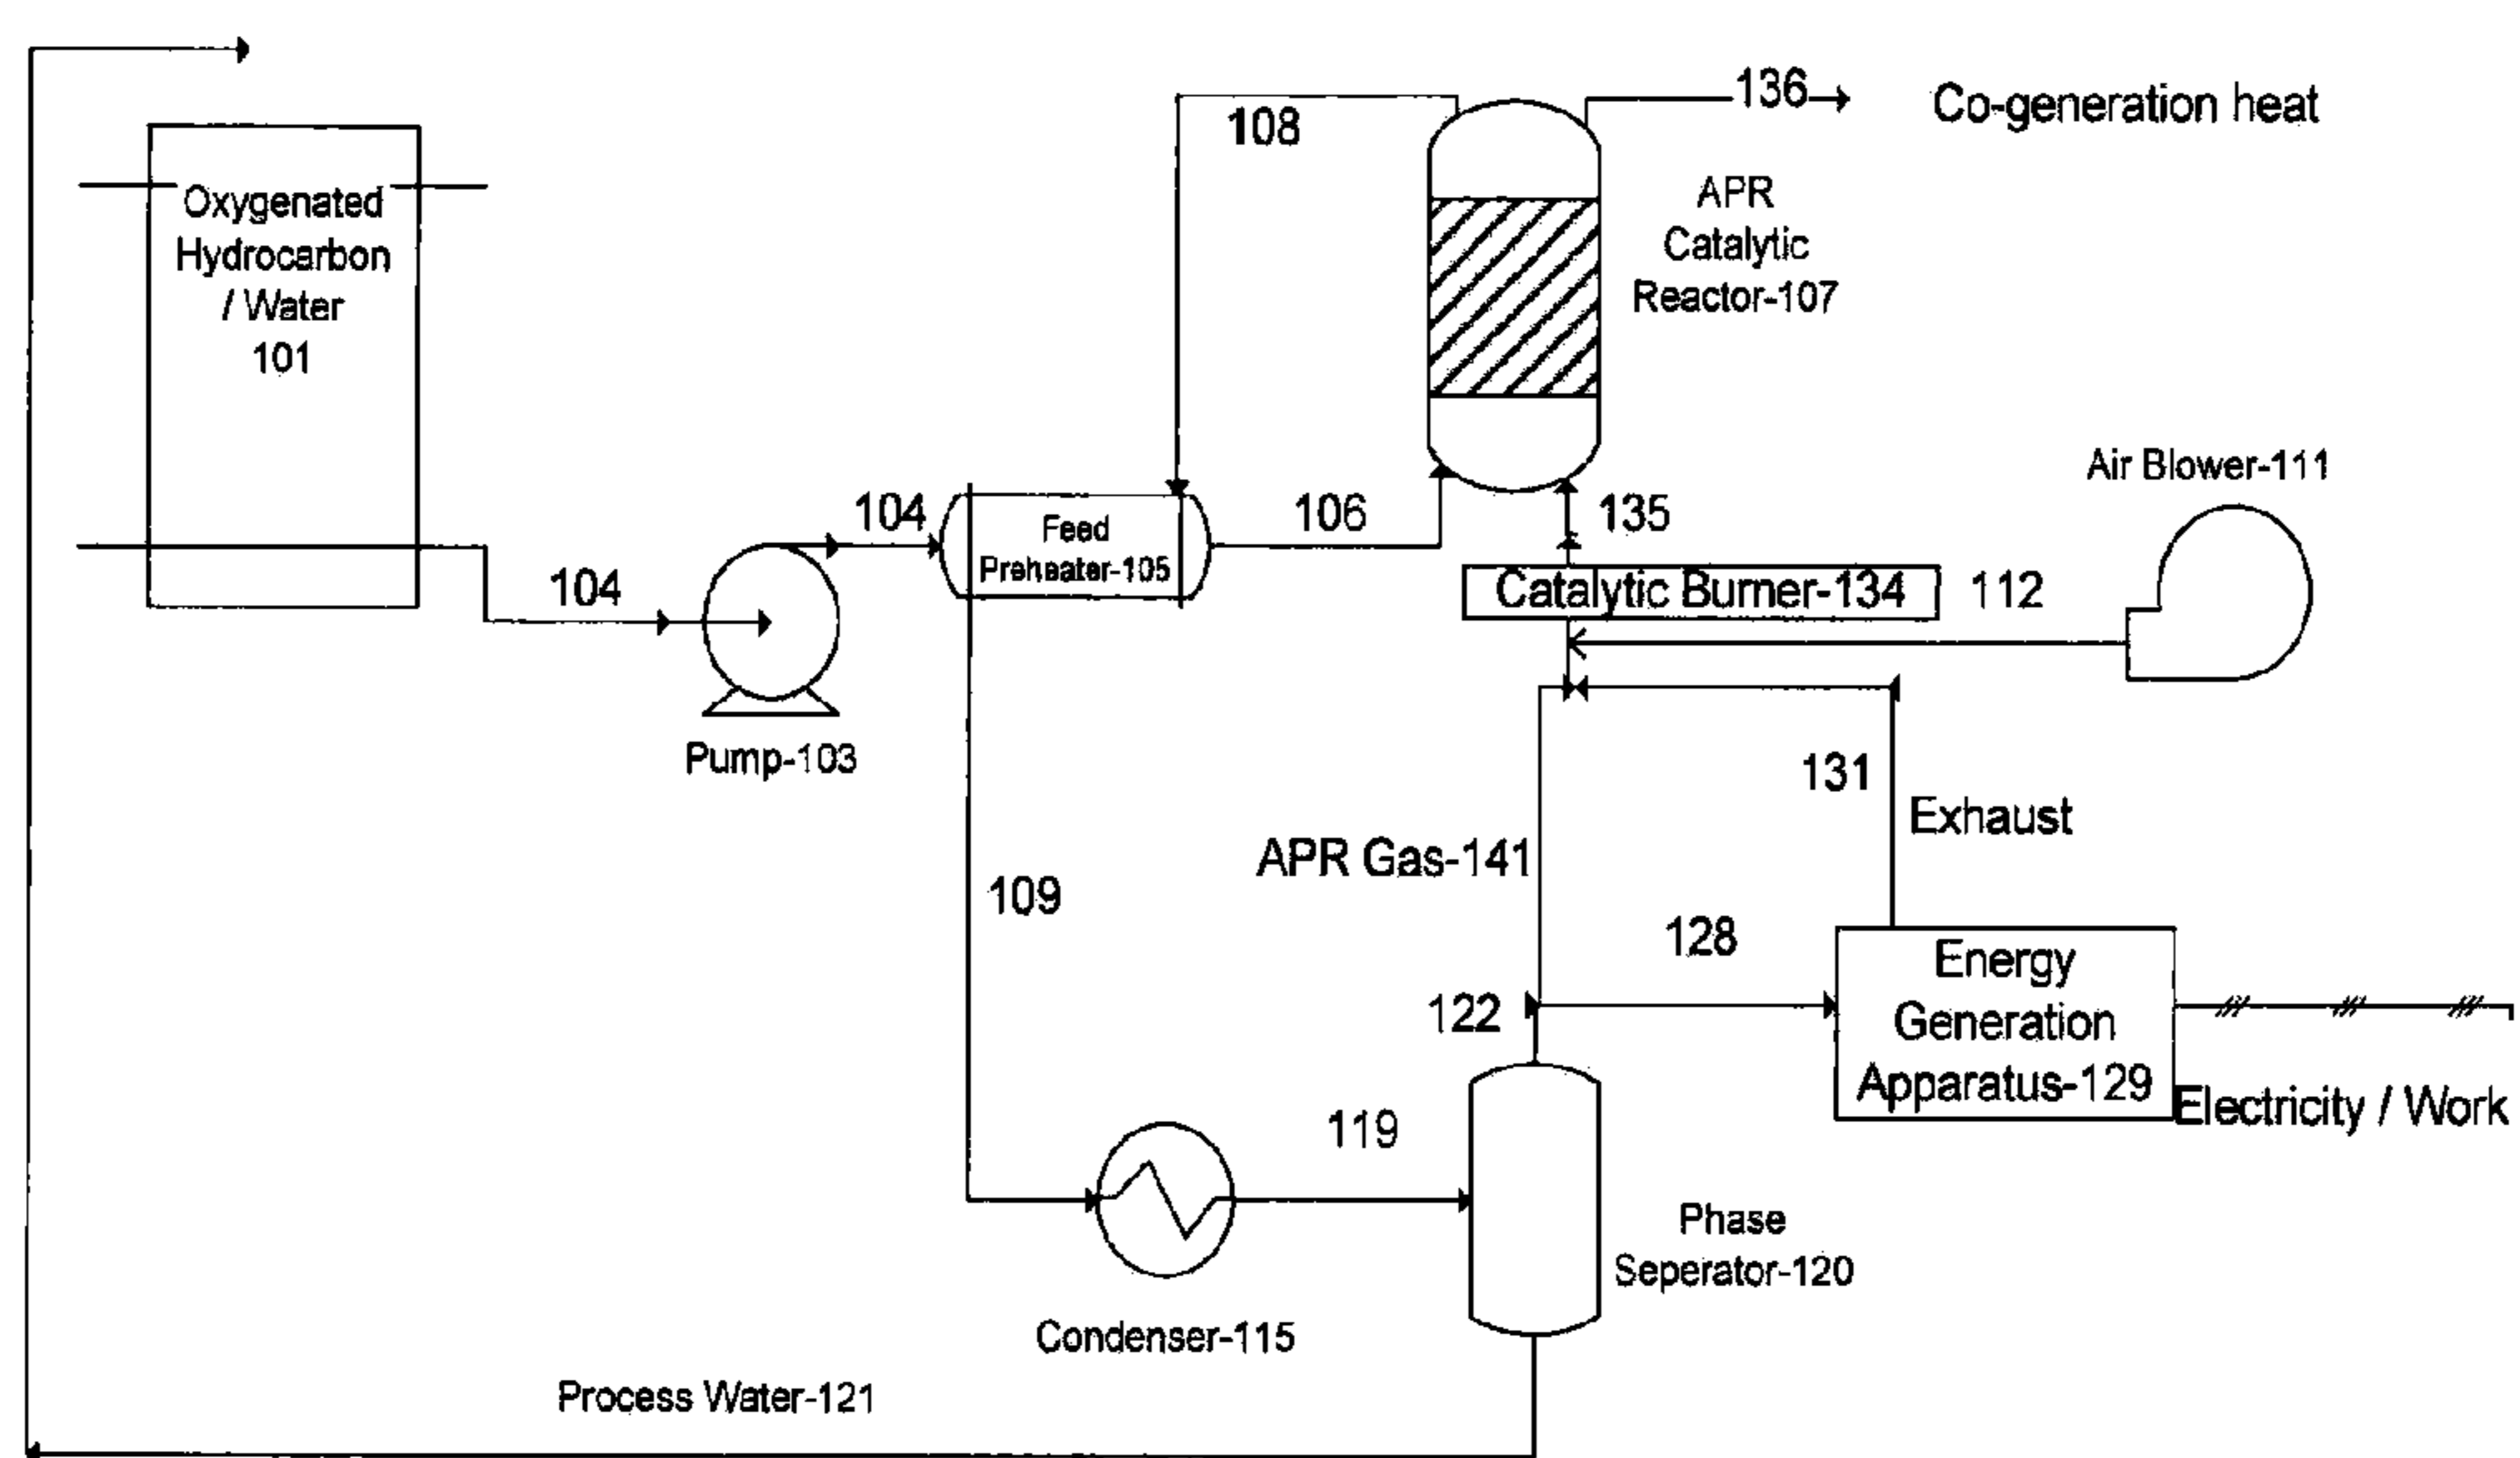 136
Co-generation heat
108
Oxygenated
Hydrocarbon
/ Water
101
APR
Catalytic
Reactor-107
Air Blower-111
104
104
Feed
Preheater-105
106
135
Catalytic Burner-134
112
Pump-103
131
Exhaust
APR Gas-141
109
128
122
Energy
Generation
Apparatus-129
Electricity / Work
119
Phase
Seperator-120
Condenser-115
Process Water-121